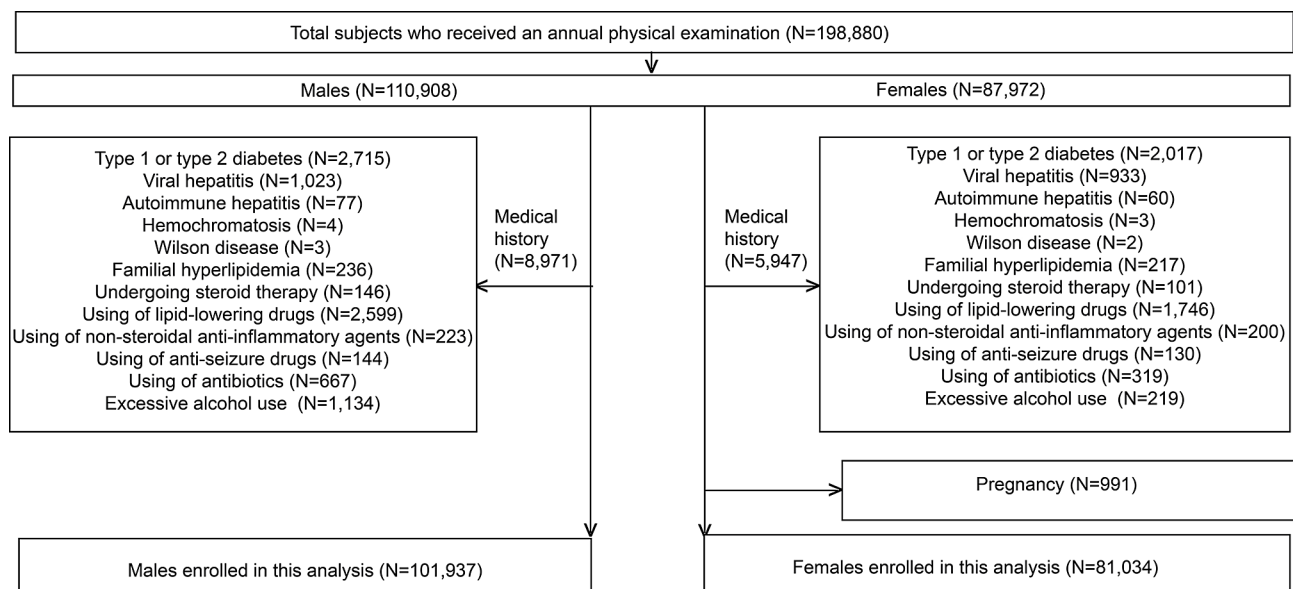 Total subjects who received an annual physical examination (N=198,880)
Males (N=110,908)
Females (N=87,972)
Type 1 or type 2 diabetes (N=2,715)
Viral hepatitis (N=1,023)
Autoimmune hepatitis (N=77)
Hemochromatosis (N=4)
Wilson disease (N=3)
Familial hyperlipidemia (N=236)
Undergoing steroid therapy (N=146)
Using of lipid-lowering drugs (N=2,599)
Using of non-steroidal anti-inflammatory agents (N=223)
Using of anti-seizure drugs (N=144)
Using of antibiotics (N=667)
Excessive alcohol use (N=1,134)
Medical
history
(N=8,971)
Medical
history
(N=5,947)
Type 1 or type 2 diabetes (N=2,017)
Viral hepatitis (N=933)
Autoimmune hepatitis (N=60)
Hemochromatosis (N=3)
Wilson disease (N=2)
Familial hyperlipidemia (N=217)
Undergoing steroid therapy (N=101)
Using of lipid-lowering drugs (N=1,746)
Using of non-steroidal anti-inflammatory agents (N=200)
Using of anti-seizure drugs (N=130)
Using of antibiotics (N=319)
Excessive alcohol use (N=219)
Pregnancy (N=991)
Males enrolled in this analysis (N=101,937)
Females enrolled in this analysis (N=81,034)